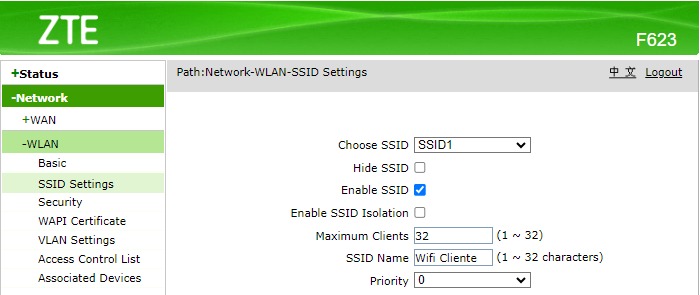 ZTE
F623
+Status
Path:Network-WLAN-SSID Settings
中 文 Logout
-Network
+WAN
-WLAN
Basic
SSID Settings
Security
WAPI Certificate
VLAN Settings
Access Control List
Associated Devices
Choose SSID SSID1
Hide SSID
Enable SSID
Enable SSID Isolation
Maximum Clients 32 (1 ~ 32)
SSID Name Wifi Cliente (1 ~ 32 characters)
Priority 0